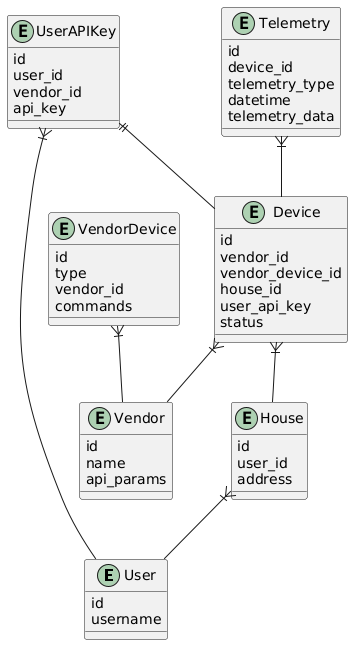 E UserAPIKey
id
user_id
vendor_id
api_key
E Telemetry
id
device_id
telemetry_type
datetime
telemetry_data
E VendorDevice
id
type
vendor_id
commands
E Device
id
vendor_id
vendor_device_id
house_id
user_api_key
status
E Vendor
id
name
api_params
E House
id
user_id
address
E User
id
username